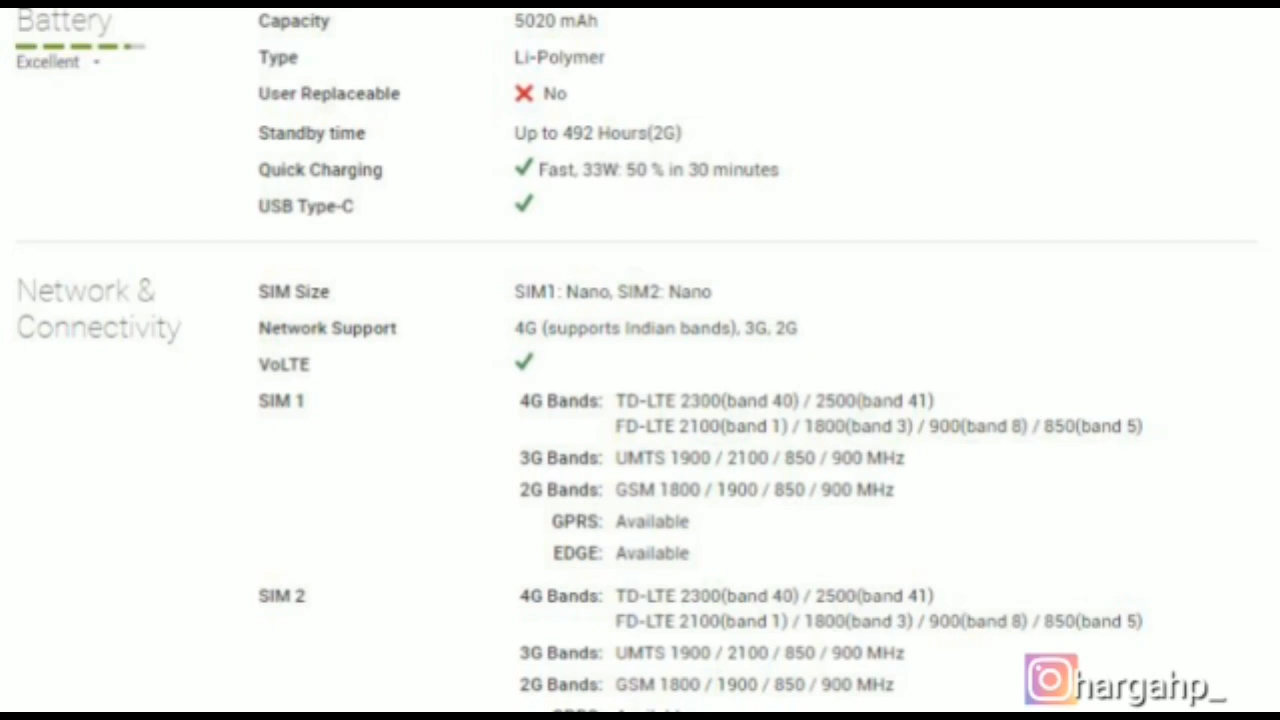 Battery
Excellent
Capacity 5020 mAh
Type Li-Polymer
User Replaceable No
Standby time Up to 492 Hours(2G)
Quick Charging Fast, 33W: 50 % in 30 minutes
USB Type-C
Network &
Connectivity
SIM Size SIM1: Nano, SIM2: Nano
Network Support 4G (supports Indian bands), 3G, 2G
VoLTE
SIM 1 4G Bands: TD-LTE 2300(band 40) / 2500(band 41)
FD-LTE 2100(band 1) / 1800(band 3) / 900(band 8) / 850(band 5)
3G Bands: UMTS 1900 / 2100 / 850 / 900 MHz
2G Bands: GSM 1800 / 1900 / 850 / 900 MHz
GPRS: Available
EDGE: Available
SIM 2 4G Bands: TD-LTE 2300(band 40) / 2500(band 41)
FD-LTE 2100(band 1) / 1800(band 3) / 900(band 8) / 850(band 5)
3G Bands: UMTS 1900 / 2100 / 850 / 900 MHz
2G Bands: GSM 1800 / 1900 / 850 / 900 MHz
hargahp_